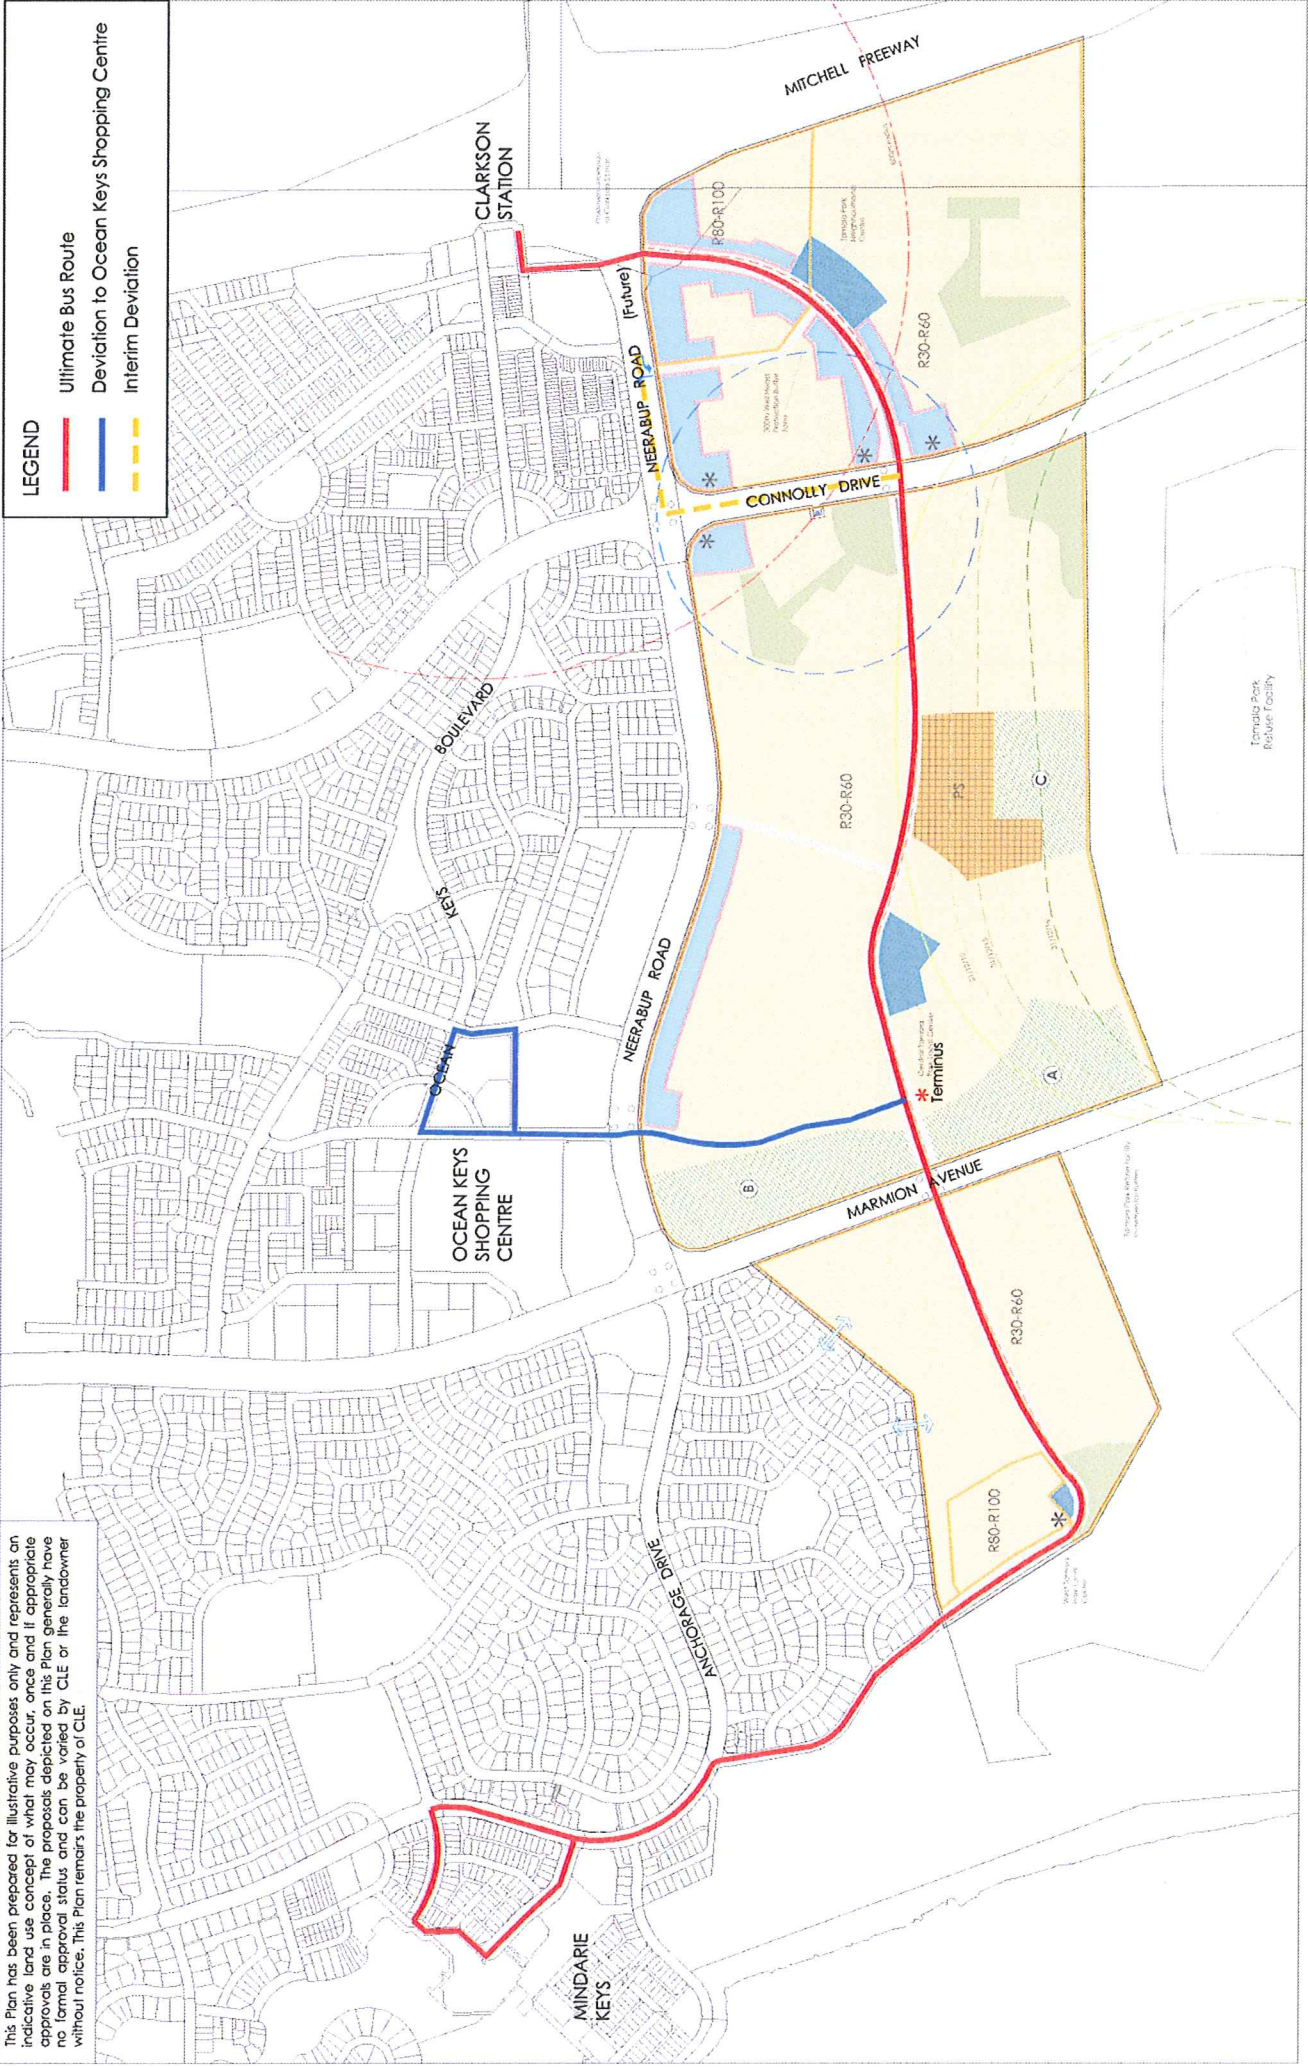 This Plan has been prepared for illustrative purposes only and represents an
indicative land use concept of what may occur, once and if appropriate
approvals are in place. The proposals depicted on this Plan generally have
no formal approval status and can be varied by CLE or the landowner
without notice. This Plan remains the property of CLE.
LEGEND
Ultimate Bus Route
Deviation to Ocean Keys Shopping Centre
Interim Deviation
CLARKSON
STATION
MITCHELL FREEWAY
NEERABUP ROAD (Future)
R80-R100
Tamala Park
Neighbourhood
Centre
R30-R60
CONNOLLY DRIVE
BOULEVARD
KEYS
OCEAN
NEERABUP ROAD
R30-R60
PS
C
Tamala Park
Refuse Facility
OCEAN KEYS
SHOPPING
CENTRE
*
Terminus
A
B
MARMION AVENUE
R30-R60
R80-R100
ANCHORAGE DRIVE
MINDARIE
KEYS